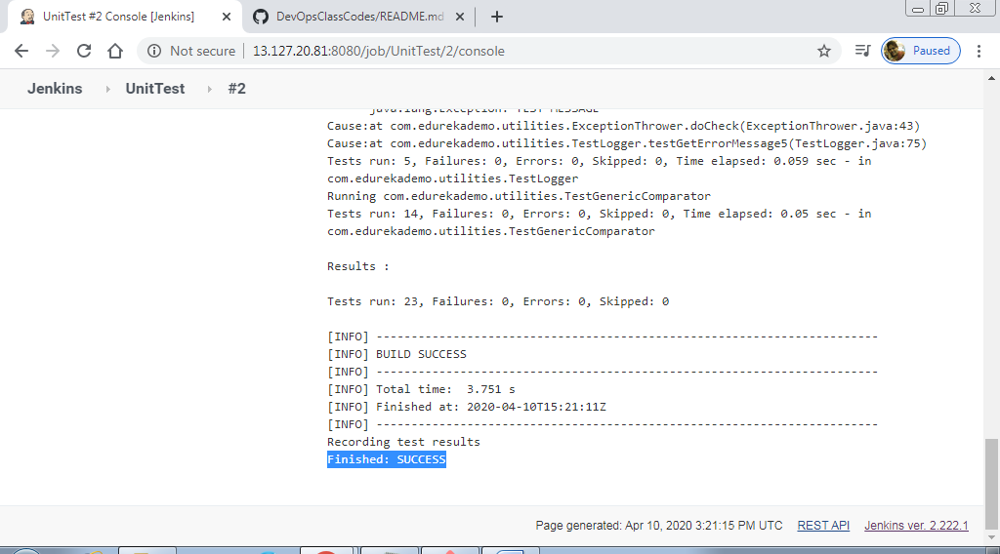 UnitTest #2 Console [Jenkins]
DevOpsClassCodes/README.md
Not secure
13.127.20.81:8080/job/UnitTest/2/console
Paused
Jenkins
UnitTest
#2
java.lang.Exception: TEST MESSAGE
Cause:at com.edurekademo.utilities.ExceptionThrower.doCheck(ExceptionThrower.java:43)
Cause:at com.edurekademo.utilities.TestLogger.testGetErrorMessage5(TestLogger.java:75)
Tests run: 5, Failures: 0, Errors: 0, Skipped: 0, Time elapsed: 0.059 sec - in
com.edurekademo.utilities.TestLogger
Running com.edurekademo.utilities.TestGenericComparator
Tests run: 14, Failures: 0, Errors: 0, Skipped: 0, Time elapsed: 0.05 sec - in
com.edurekademo.utilities.TestGenericComparator
Results :
Tests run: 23, Failures: 0, Errors: 0, Skipped: 0
[INFO] ------------------------------------------------------------------------
[INFO] BUILD SUCCESS
[INFO] ------------------------------------------------------------------------
[INFO] Total time:  3.751 s
[INFO] Finished at: 2020-04-10T15:21:11Z
[INFO] ------------------------------------------------------------------------
Recording test results
Finished: SUCCESS
Page generated: Apr 10, 2020 3:21:15 PM UTC
REST API
Jenkins ver. 2.222.1